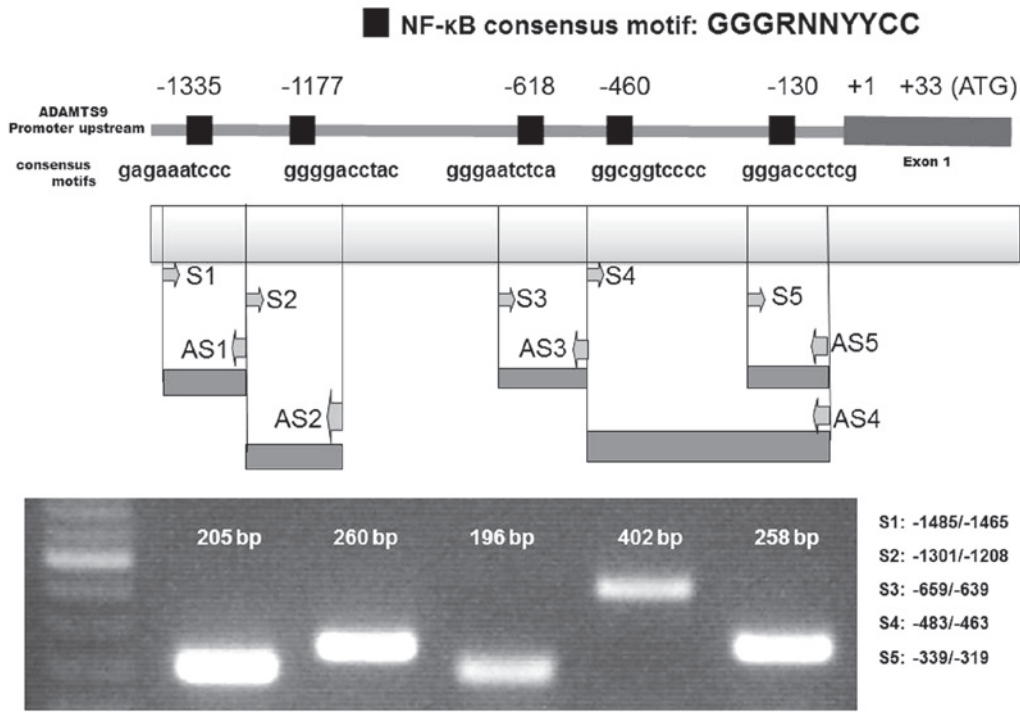 NF-κB consensus motif: GGGRNNYYCC
-1335 -1177 -618 -460 -130 +1 +33 (ATG)
ADAMTS9
Promoter upstream
consensus
motifs
gagaaatccc ggggacctac gggaatctca ggcggtcccc gggaccctcg
Exon 1
S1 S4
S2 S3 S5
AS1 AS3 AS5
AS2 AS4
205 bp 260 bp 196 bp 402 bp 258 bp
S1: -1485/-1465
S2: -1301/-1208
S3: -659/-639
S4: -483/-463
S5: -339/-319